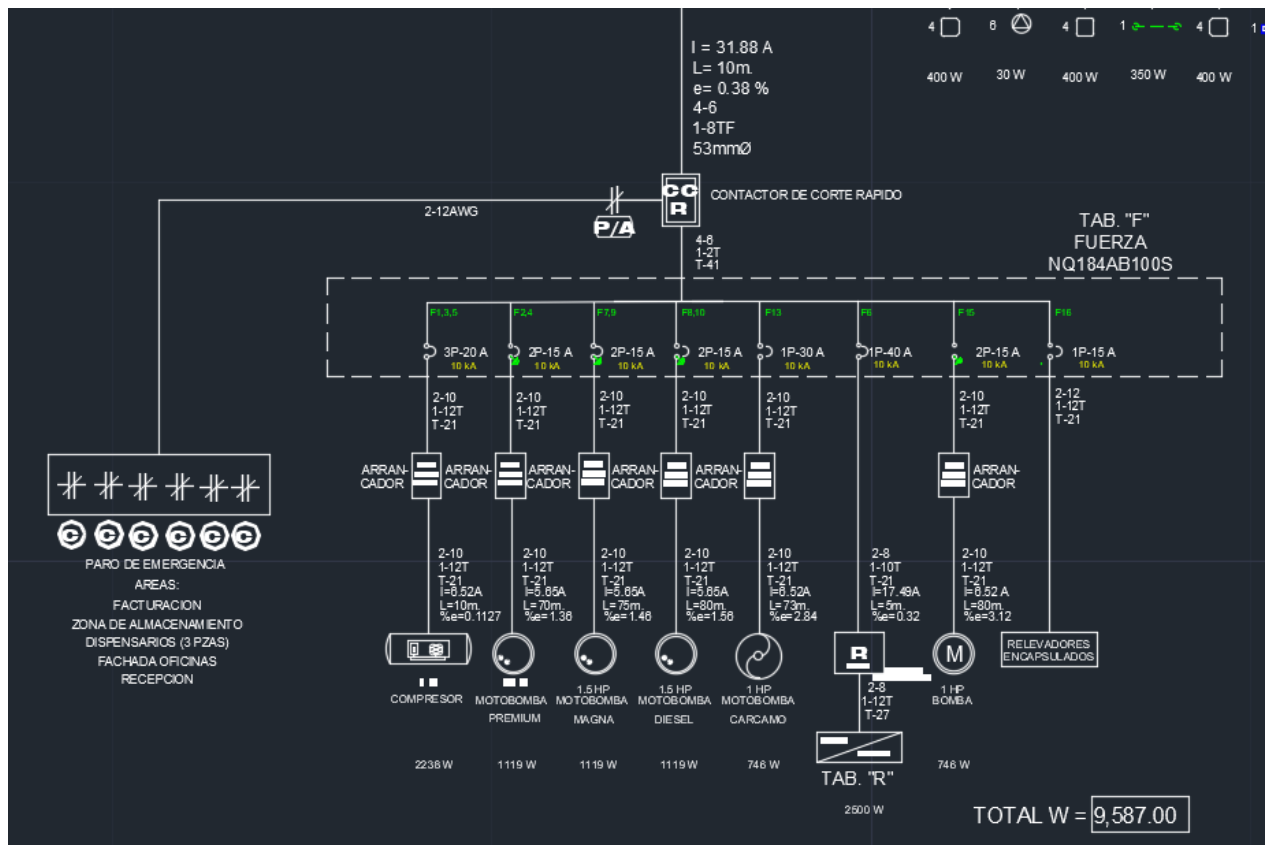 4
6
4
1
4
1
400 W
30 W
400 W
350 W
400 W
I = 31.88 A
L= 10m.
e= 0.38 %
4-6
1-8TF
53mmØ
CC
R
CONTACTOR DE CORTE RAPIDO
2-12AWG
P/A
4-6
1-2T
T-41
TAB. "F"
FUERZA
NQ184AB100S
F1,3,5
F2,4
F7,9
F8,10
F13
F6
F15
F16
3P-20 A
2P-15 A
2P-15 A
2P-15 A
1P-30 A
1P-40 A
2P-15 A
1P-15 A
10 kA
10 kA
10 kA
10 kA
10 kA
10 kA
10 kA
10 kA
2-10
1-12T
T-21
2-10
1-12T
T-21
2-10
1-12T
T-21
2-10
1-12T
T-21
2-10
1-12T
T-21
2-10
1-12T
T-21
2-12
1-12T
T-21
ARRAN-
CADOR
ARRAN-
CADOR
ARRAN-
CADOR
ARRAN-
CADOR
ARRAN-
CADOR
ARRAN-
CADOR
C C C C C C
PARO DE EMERGENCIA
AREAS:
FACTURACION
ZONA DE ALMACENAMIENTO
DISPENSARIOS (3 PZAS)
FACHADA OFICINAS
RECEPCION
2-10
1-12T
T-21
I=6.52A
L=10m.
%e=0.1127
2-10
1-12T
T-21
I=5.65A
L=70m.
%e=1.36
2-10
1-12T
T-21
I=5.65A
L=75m.
%e=1.46
2-10
1-12T
T-21
I=5.65A
L=80m.
%e=1.56
2-10
1-12T
T-21
I=6.52A
L=73m.
%e=2.84
2-8
1-10T
T-21
I=17.49A
L=5m.
%e=0.32
2-10
1-12T
T-21
I=6.52 A
L=80m.
%e=3.12
R
M
RELEVADORES
ENCAPSULADOS
COMPRESOR
MOTOBOMBA
PREMIUM
1.5 HP
MOTOBOMBA
MAGNA
1.5 HP
MOTOBOMBA
DIESEL
1 HP
MOTOBOMBA
CARCAMO
2-8
1-12T
T-27
1 HP
BOMBA
2238 W
1119 W
1119 W
1119 W
746 W
TAB. "R"
2500 W
746 W
TOTAL W = 9,587.00